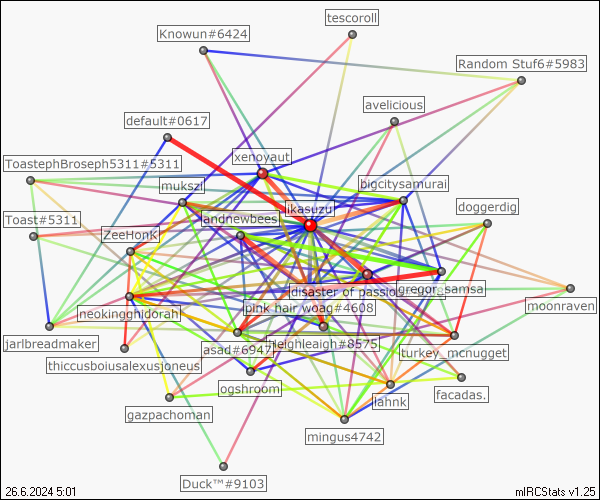 tescoroll
Knowun#6424
Random Stuf6#5983
avelicious
default#0617
xenoyaut
ToastephBroseph5311#5311
mukszi
bigcitysamurai
ikasuzu
andnewbees
doggerdig
Toast#5311
ZeeHonK
gregor_samsa
disaster of passio
moonraven
pink hair woag#4608
neokingghidorah
jarlbreadmaker
asad#6947
neighleigh#8575
turkey_mcnugget
thiccusboiusalexusjoneus
ogshroom
lahnk
facadas.
gazpachoman
mingus4742
Duck™#9103
26.6.2024 5:01
mIRCStats v1.25